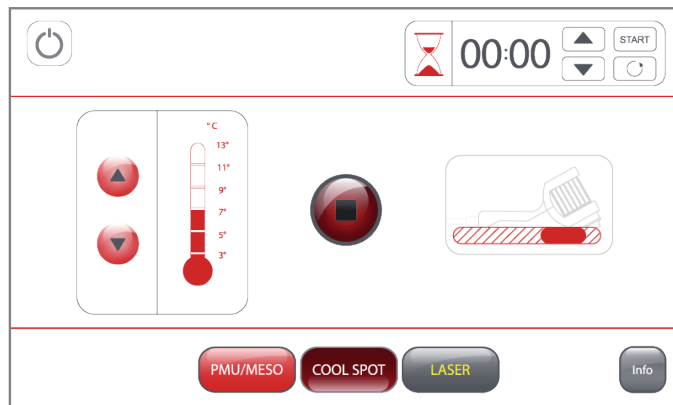 00:00
START
°C
13°
11°
9°
7°
5°
3°
PMU/MESO
COOL SPOT
LASER
Info